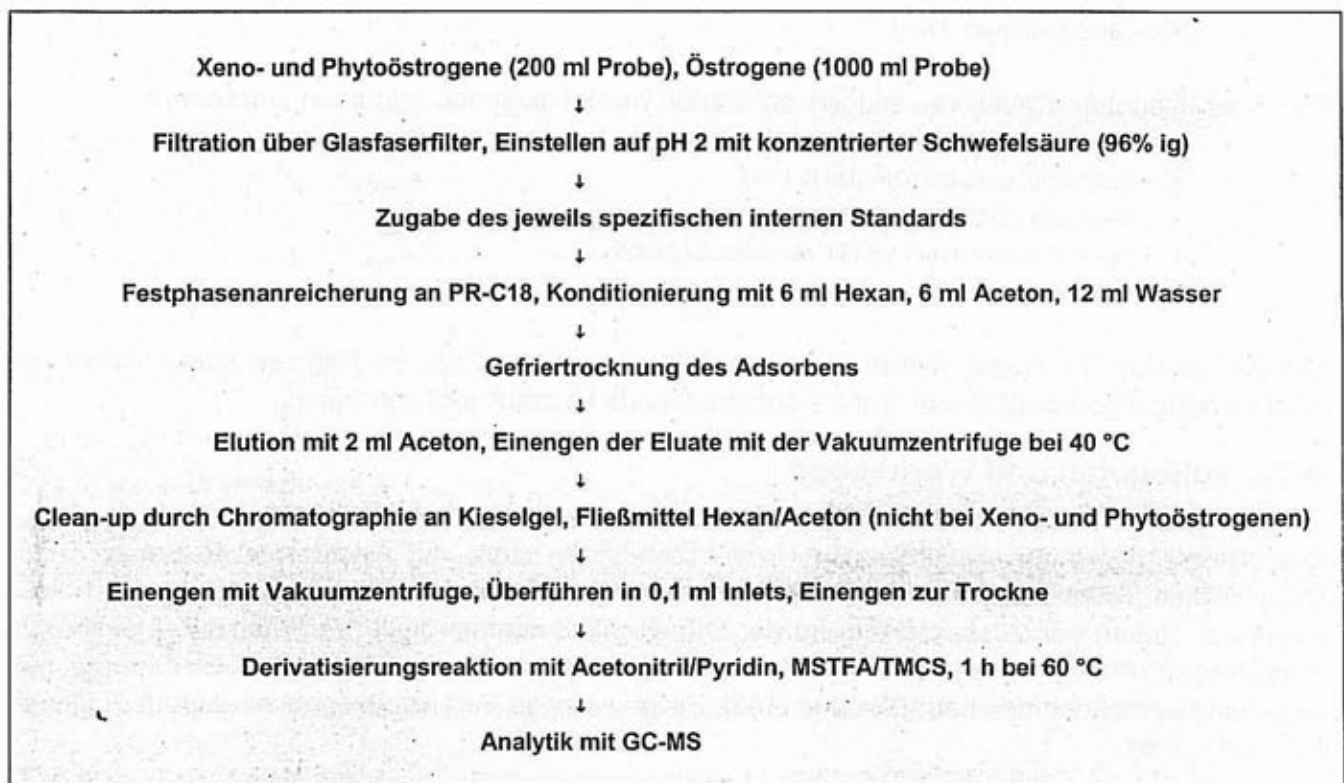 Xeno- und Phytoöstrogene (200 ml Probe), Östrogene (1000 ml Probe)
↓
Filtration über Glasfaserfilter, Einstellen auf pH 2 mit konzentrierter Schwefelsäure (96% ig)
↓
Zugabe des jeweils spezifischen internen Standards
↓
Festphasenanreicherung an PR-C18, Konditionierung mit 6 ml Hexan, 6 ml Aceton, 12 ml Wasser
↓
Gefriertrocknung des Adsorbens
↓
Elution mit 2 ml Aceton, Einengen der Eluate mit der Vakuumzentrifuge bei 40 °C
↓
Clean-up durch Chromatographie an Kieselgel, Fließmittel Hexan/Aceton (nicht bei Xeno- und Phytoöstrogenen)
↓
Einengen mit Vakuumzentrifuge, Überführen in 0,1 ml Inlets, Einengen zur Trockne
↓
Derivatisierungsreaktion mit Acetonitril/Pyridin, MSTFA/TMCS, 1 h bei 60 °C
↓
Analytik mit GC-MS